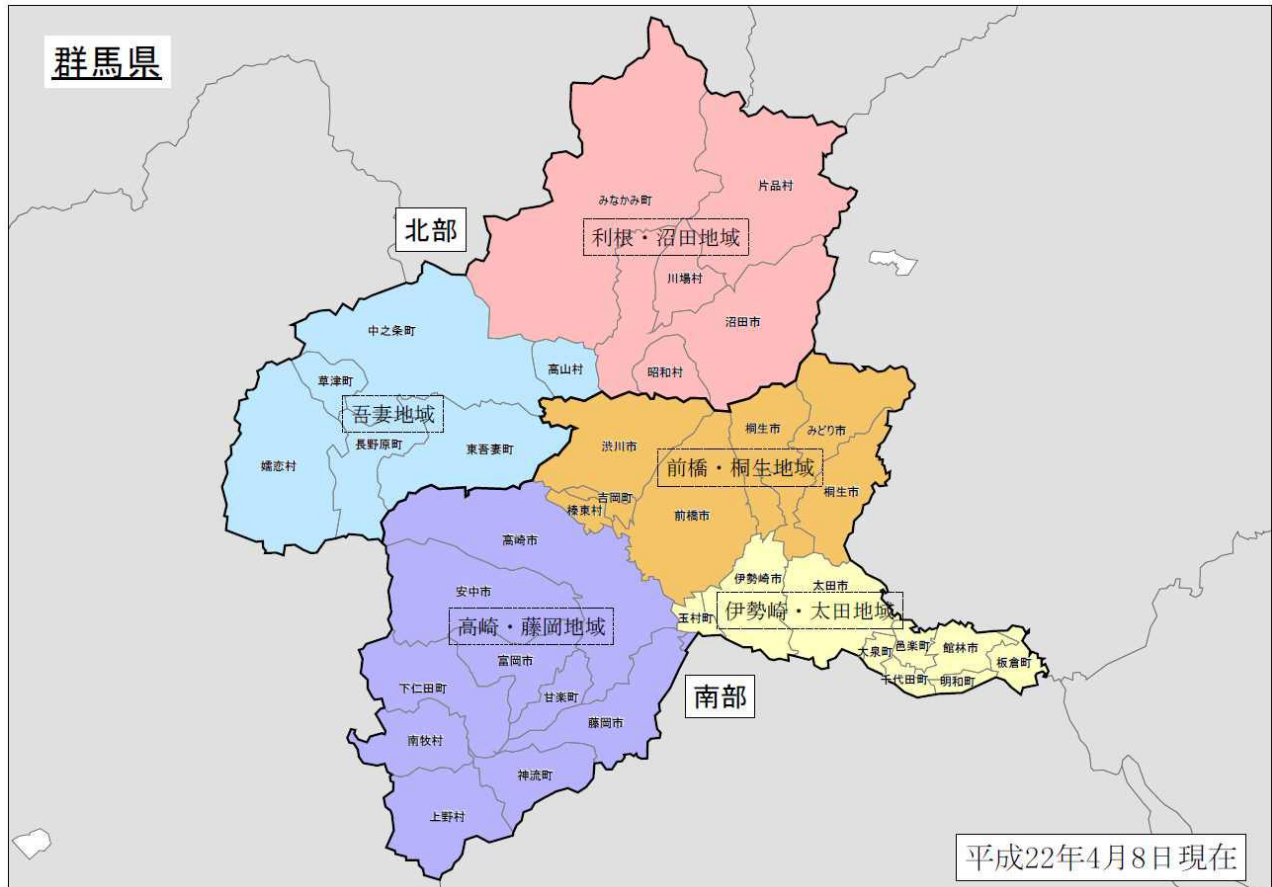 群馬県
みなかみ町
片品村
北部
利根・沼田地域
川場村
沼田市
中之条町
高山村
昭和村
草津町
吾妻地域
長野原町
東吾妻町
嬬恋村
渋川市
桐生市
みどり市
前橋・桐生地域
桐生市
吉岡町
榛東村
前橋市
高崎市
安中市
高崎・藤岡地域
富岡市
甘楽町
下仁田町
藤岡市
南牧村
神流町
上野村
伊勢崎市
太田市
伊勢崎・太田地域
玉村町
大泉町
邑楽町
館林市
板倉町
千代田町
明和町
南部
平成22年4月8日現在